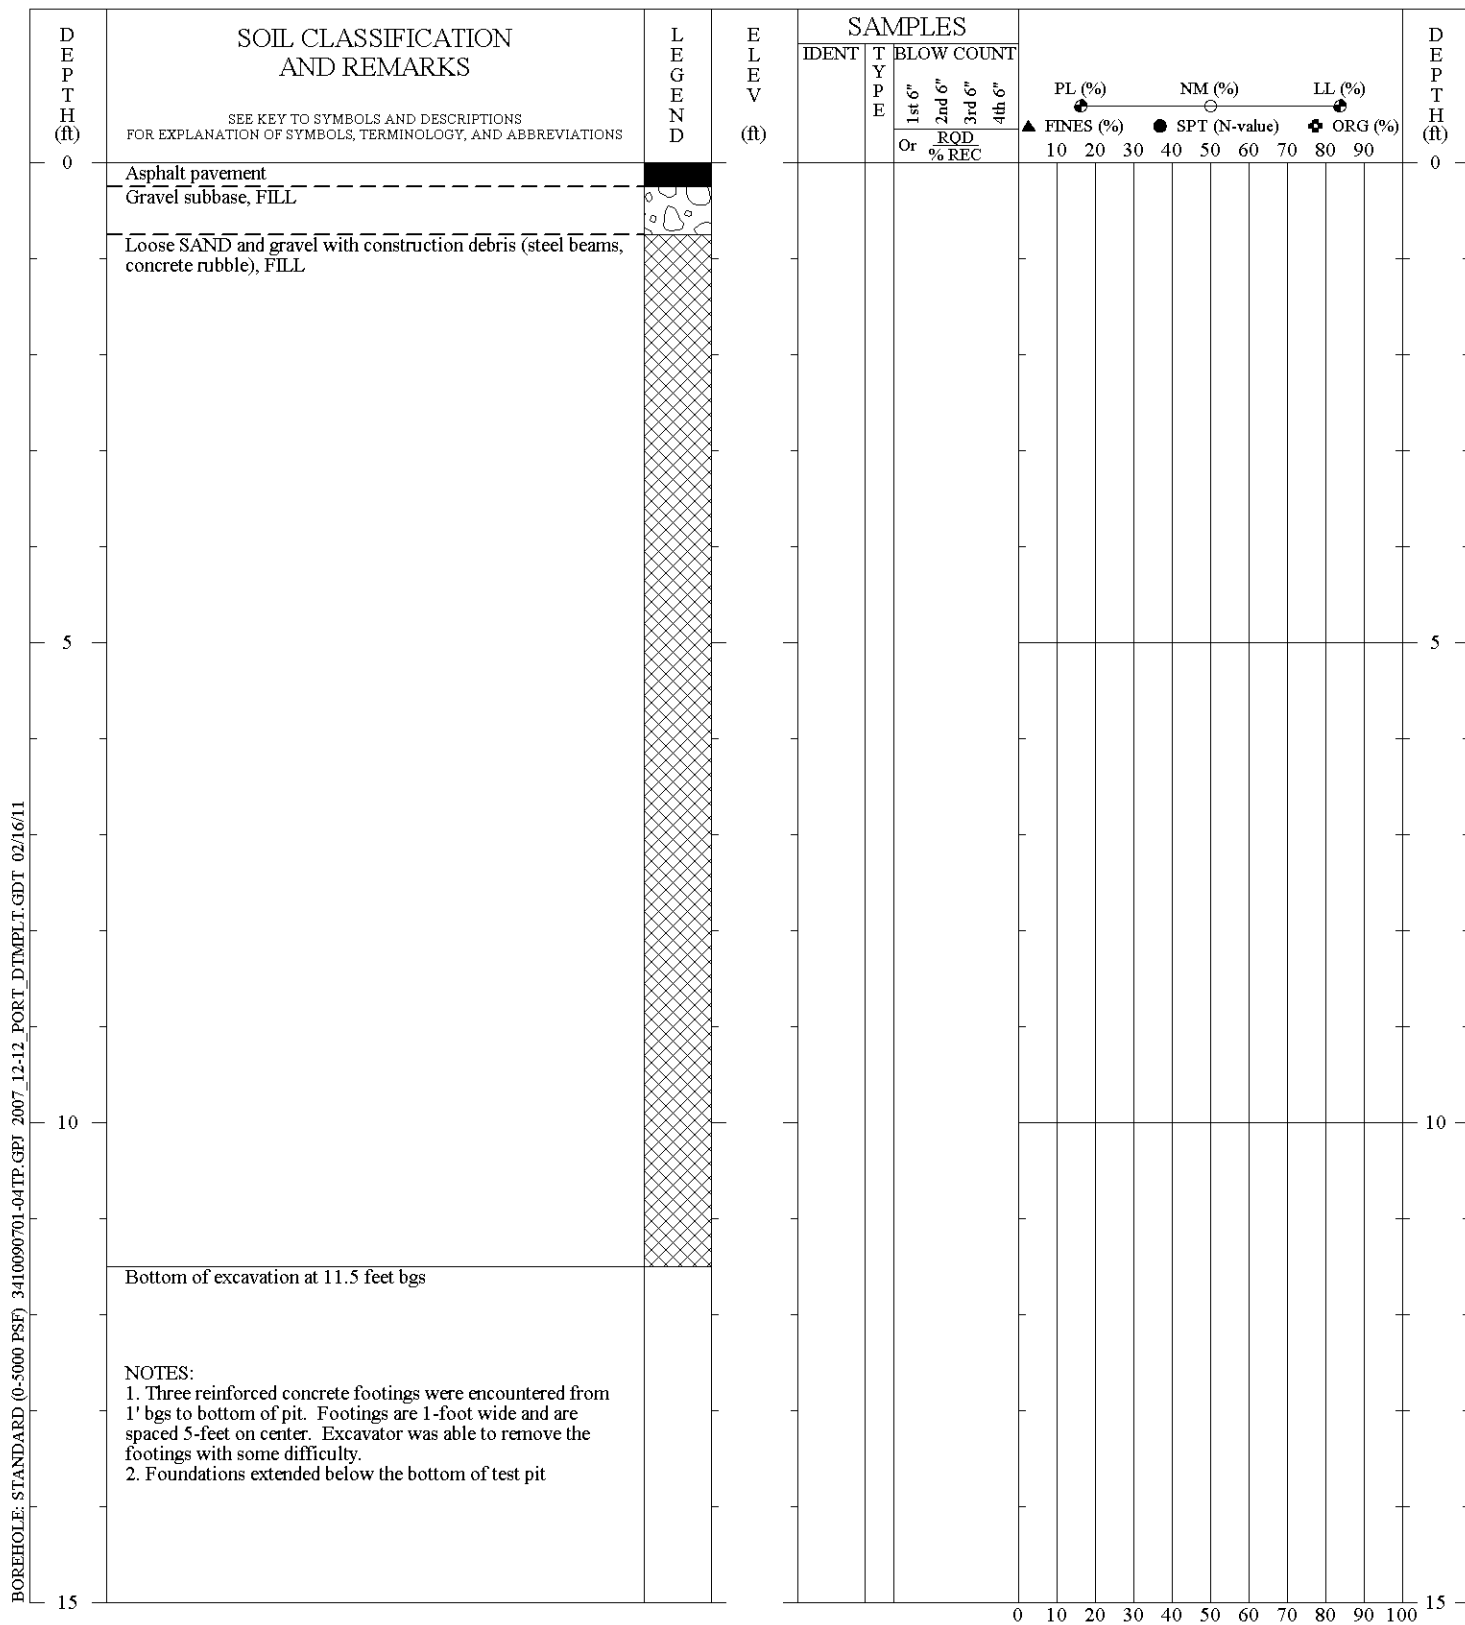 DEPTH
(ft)
SOIL CLASSIFICATION
AND REMARKS
SEE KEY TO SYMBOLS AND DESCRIPTIONS
FOR EXPLANATION OF SYMBOLS, TERMINOLOGY, AND ABBREVIATIONS
LEGEND
ELEV
(ft)
SAMPLES
IDENT
TYPE
BLOW COUNT
1st 6"
2nd 6"
3rd 6"
4th 6"
Or RQD
% REC
PL (%) NM (%) LL (%)
FINES (%) SPT (N-value) ORG (%)
10 20 30 40 50 60 70 80 90
DEPTH
(ft)
0
Asphalt pavement
0
Gravel subbase, FILL
Loose SAND and gravel with construction debris (steel beams,
concrete rubble), FILL
5
5
10
10
Bottom of excavation at 11.5 feet bgs
NOTES:
1. Three reinforced concrete footings were encountered from
1' bgs to bottom of pit. Footings are 1-foot wide and are
spaced 5-feet on center. Excavator was able to remove the
footings with some difficulty.
2. Foundations extended below the bottom of test pit
15
15
0 10 20 30 40 50 60 70 80 90 100
BOREHOLE: STANDARD (0-5000 PSF) 3410090701-04TP.GPJ 2007_12-12_PORT_DTMPLT.GDT 02/16/11